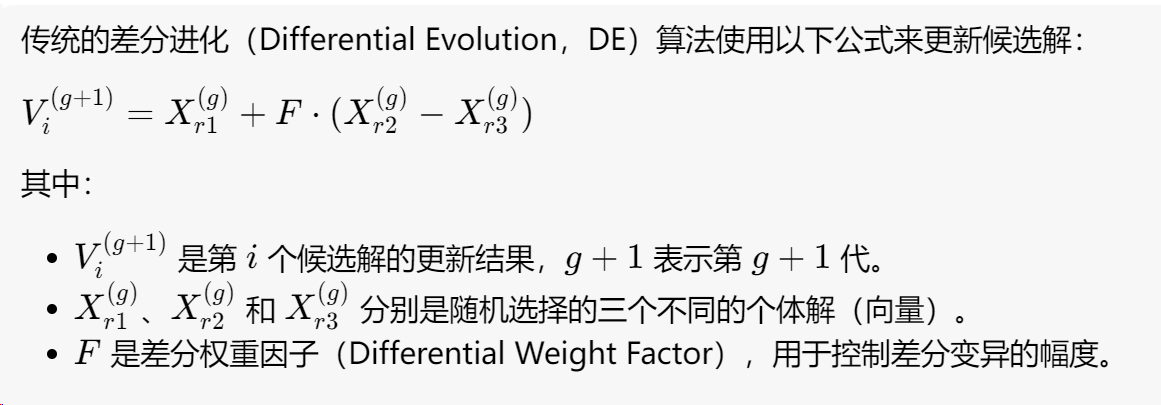 传统的差分进化（Differential Evolution，DE）算法使用以下公式来更新候选解：
$V_i^{(g+1)} = X_{r1}^{(g)} + F \cdot (X_{r2}^{(g)} - X_{r3}^{(g)})$
其中：
• $V_i^{(g+1)}$ 是第 $i$ 个候选解的更新结果，$g+1$ 表示第 $g+1$ 代。
• $X_{r1}^{(g)}$、$X_{r2}^{(g)}$ 和 $X_{r3}^{(g)}$ 分别是随机选择的三个不同的个体解（向量）。
• $F$ 是差分权重因子（Differential Weight Factor），用于控制差分变异的幅度。